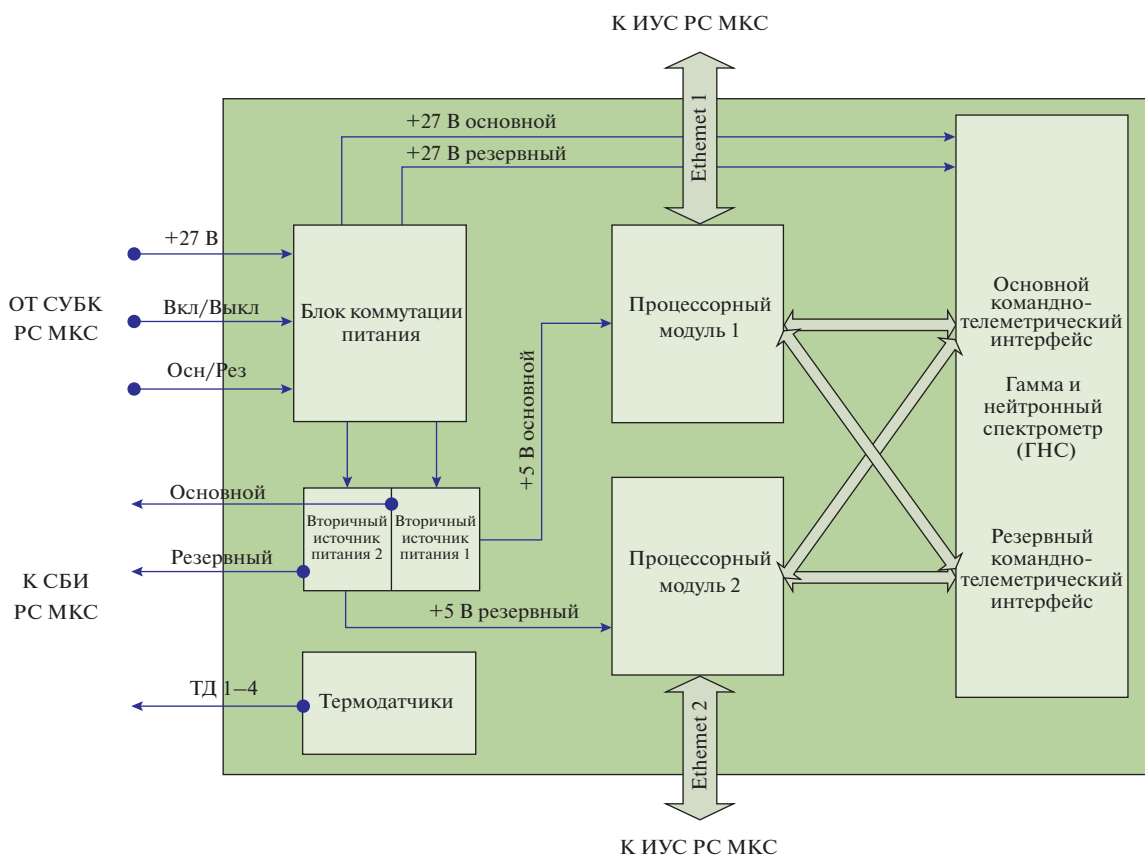 К ИУС РС МКС
Ethernet 1
+27 В основной
+27 В резервный
+27 В
ОТ СУБК
РС МКС
Вкл/Выкл
Осн/Рез
Блок коммутации
питания
Процессорный
модуль 1
Основной
командно-
телеметрический
интерфейс
Гамма и
нейтронный
спектрометр
(ГНС)
Резервный
командно-
телеметрический
интерфейс
+5 В основной
Основной
Резервный
К СБИ
РС МКС
Вторичный
источник
питания 2
Вторичный
источник
питания 1
Процессорный
модуль 2
+5 В резервный
ТД 1–4
Термодатчики
Ethernet 2
К ИУС РС МКС